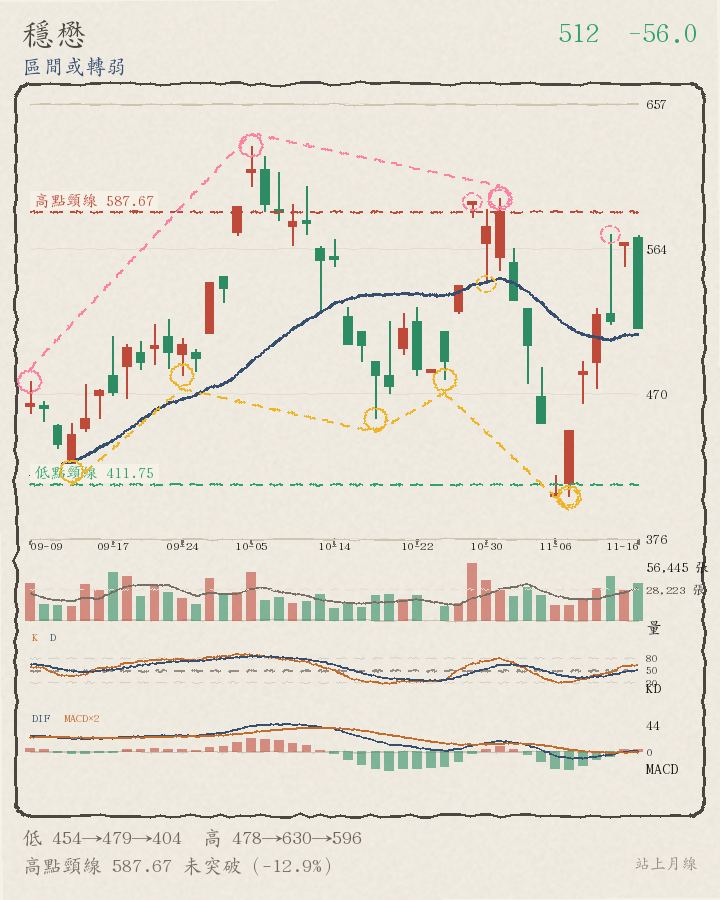 穩懋
512 -56.0
區間或轉弱
657
高點頸線 587.67
564
470
低點頸線 411.75
376
09-09 09-17 09-24 10-05 10-14 10-22 10-30 11-06 11-16
56,445 張
28,223 張
量
K D
80
50
20
KD
DIF MACD×2
44
0
MACD
低 454→479→404 高 478→630→596
高點頸線 587.67 未突破 (-12.9%)
站上月線